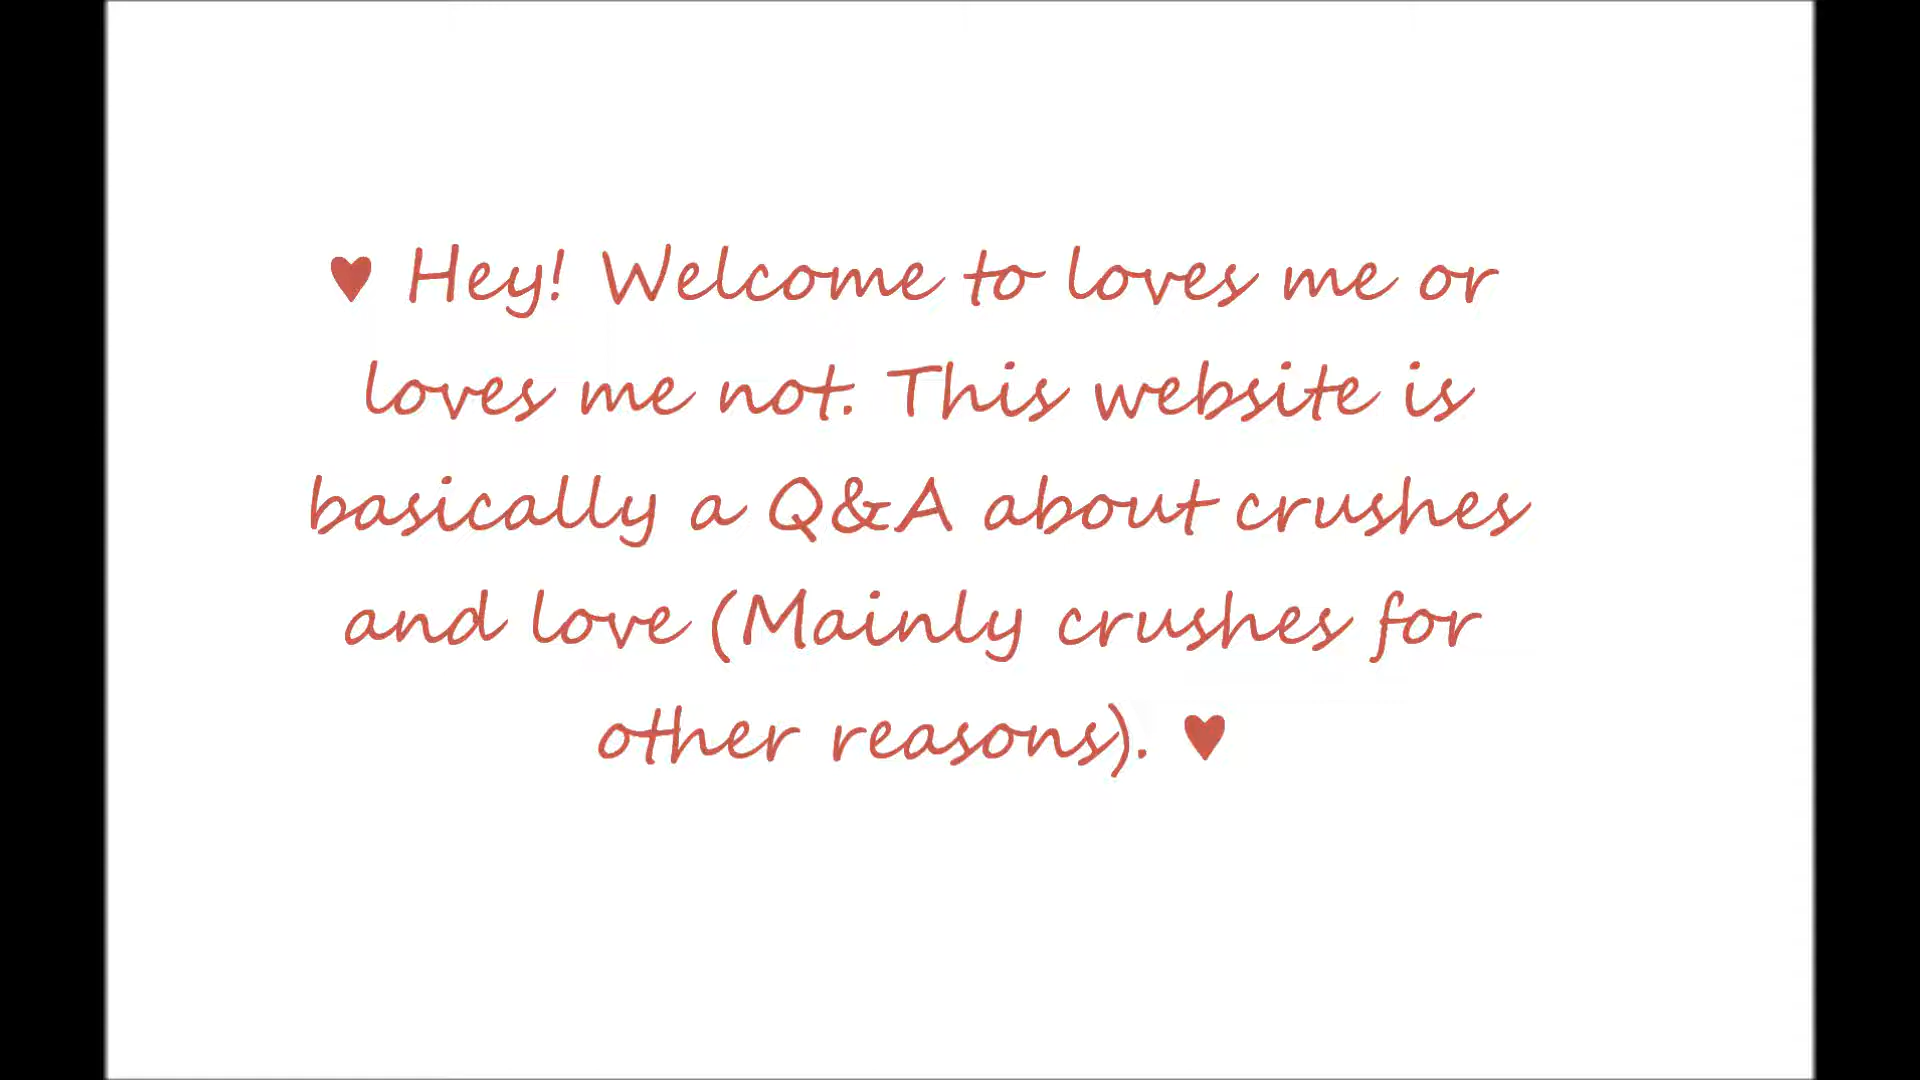 ♥ Hey! Welcome to loves me or
loves me not. This website is
basically a Q&A about crushes
and love (Mainly crushes for
other reasons). ♥